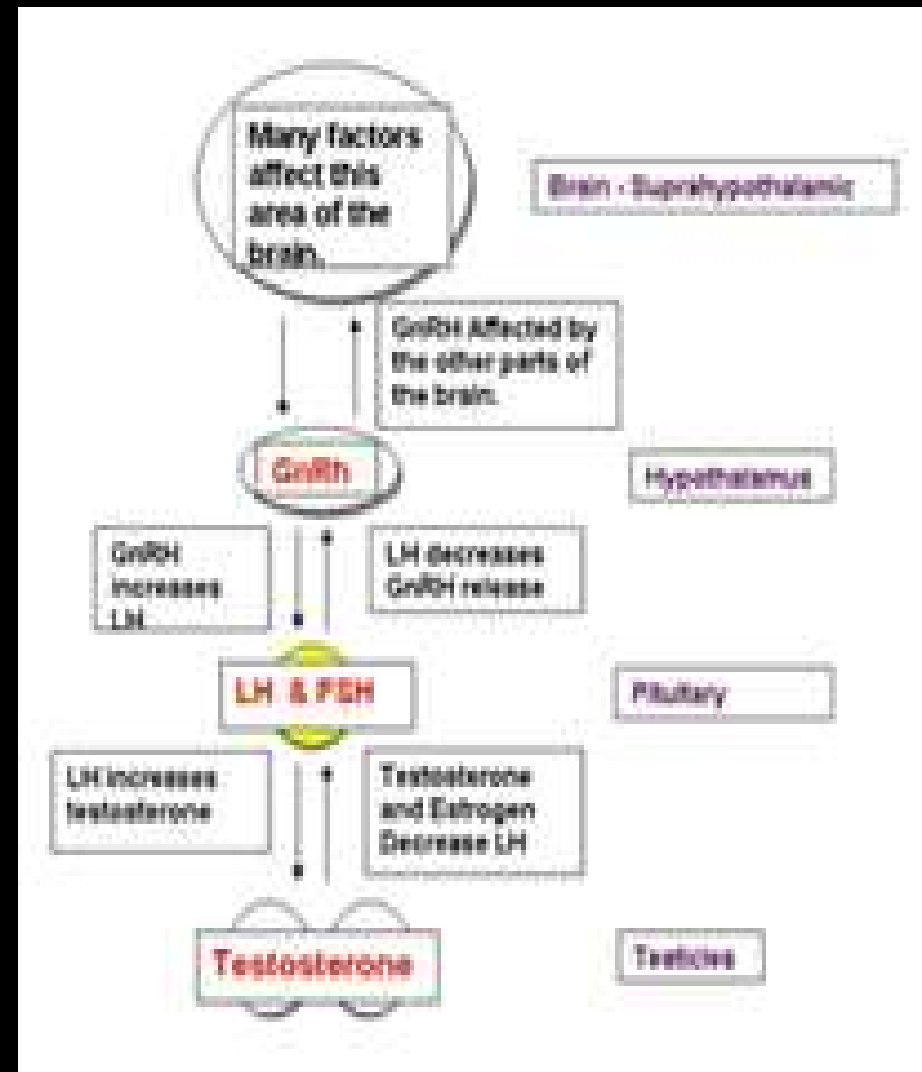 Many factors
affect this
area of the
brain.
Brain - Suprahypothalamic
GnRH Affected by
the other parts of
the brain.
GnRh
Hypothalamus
GnRH
increases
LH
LH decreases
GnRH release
LH & FSH
Pituitary
LH increases
testosterone
Testosterone
and Estrogen
Decrease LH
Testosterone
Testicles